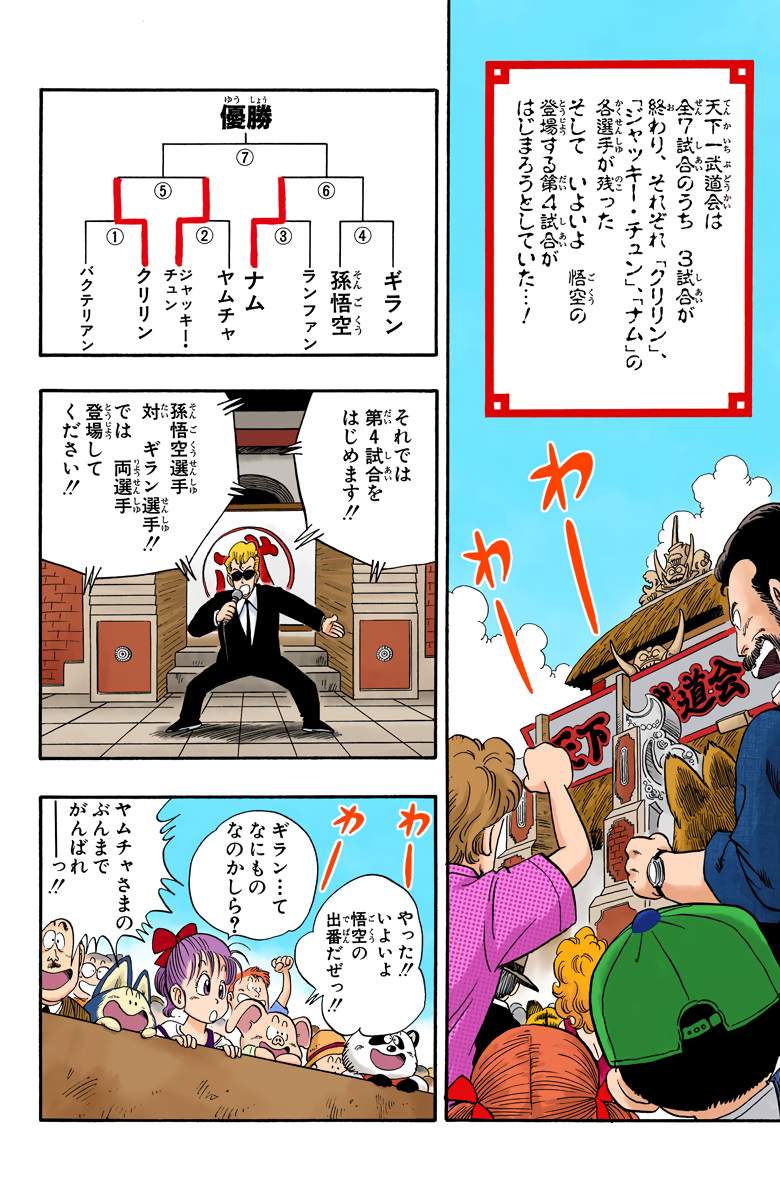 天下一武道会は
全7試合のうち　3試合が
終わり、それぞれ「クリリン」、
「ジャッキー・チュン」、「ナム」の
各選手が残った
そして　いよいよ　悟空の
登場する第4試合が
はじまろうとしていた…!
わー
わー
天下
武道会
優勝
⑦
⑤
⑥
①
②
③
④
ギラン
孫悟空
ランファン
ナム
ヤムチャ
ジャッキー・
チュン
クリリン
バクテリアン
それでは
第4試合を
はじめます!!
孫悟空選手
対　ギラン選手!!
では　両選手
登場して
ください!!
わー
わー
やった!!
いよいよ
悟空の
出番だぜっ!!
ギラン…て
なにもの
なのかしら?
ヤムチャさまの
ぶんまで
がんばれ
ーっ!!